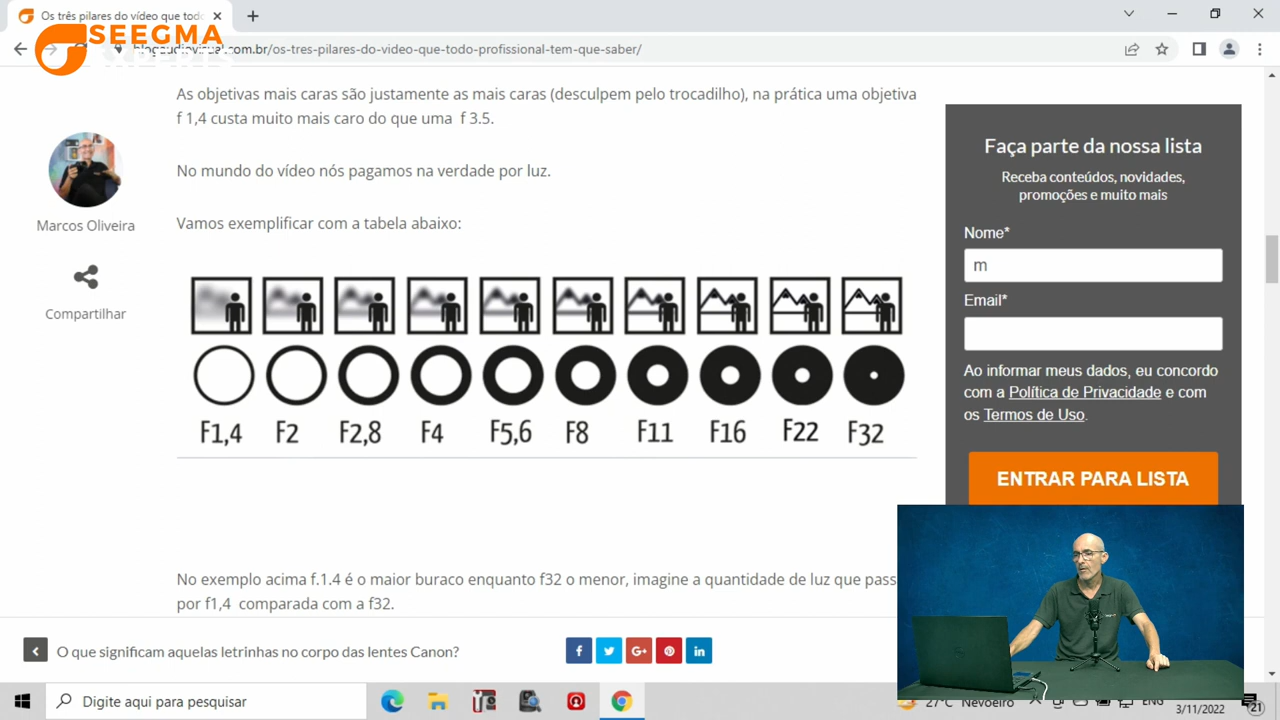 Os três pilares do vídeo que tod
SEEGMA
EXPERTS
blogaudiovisual.com.br/os-tres-pilares-do-video-que-todo-profissional-tem-que-saber/
As objetivas mais caras são justamente as mais caras (desculpem pelo trocadilho), na prática uma objetiva
f 1,4 custa muito mais caro do que uma f 3.5.
No mundo do vídeo nós pagamos na verdade por luz.
Marcos Oliveira
Vamos exemplificar com a tabela abaixo:
Compartilhar
F1,4 F2 F2,8 F4 F5,6 F8 F11 F16 F22 F32
No exemplo acima f.1.4 é o maior buraco enquanto f32 o menor, imagine a quantidade de luz que pass
por f1,4 comparada com a f32.
Faça parte da nossa lista
Receba conteúdos, novidades,
promoções e muito mais
Nome*
m
Email*
Ao informar meus dados, eu concordo
com a Política de Privacidade e com
os Termos de Uso.
ENTRAR PARA LISTA
O que significam aquelas letrinhas no corpo das lentes Canon?
Digite aqui para pesquisar
27°C Nevoeiro
ENG
3/11/2022
21